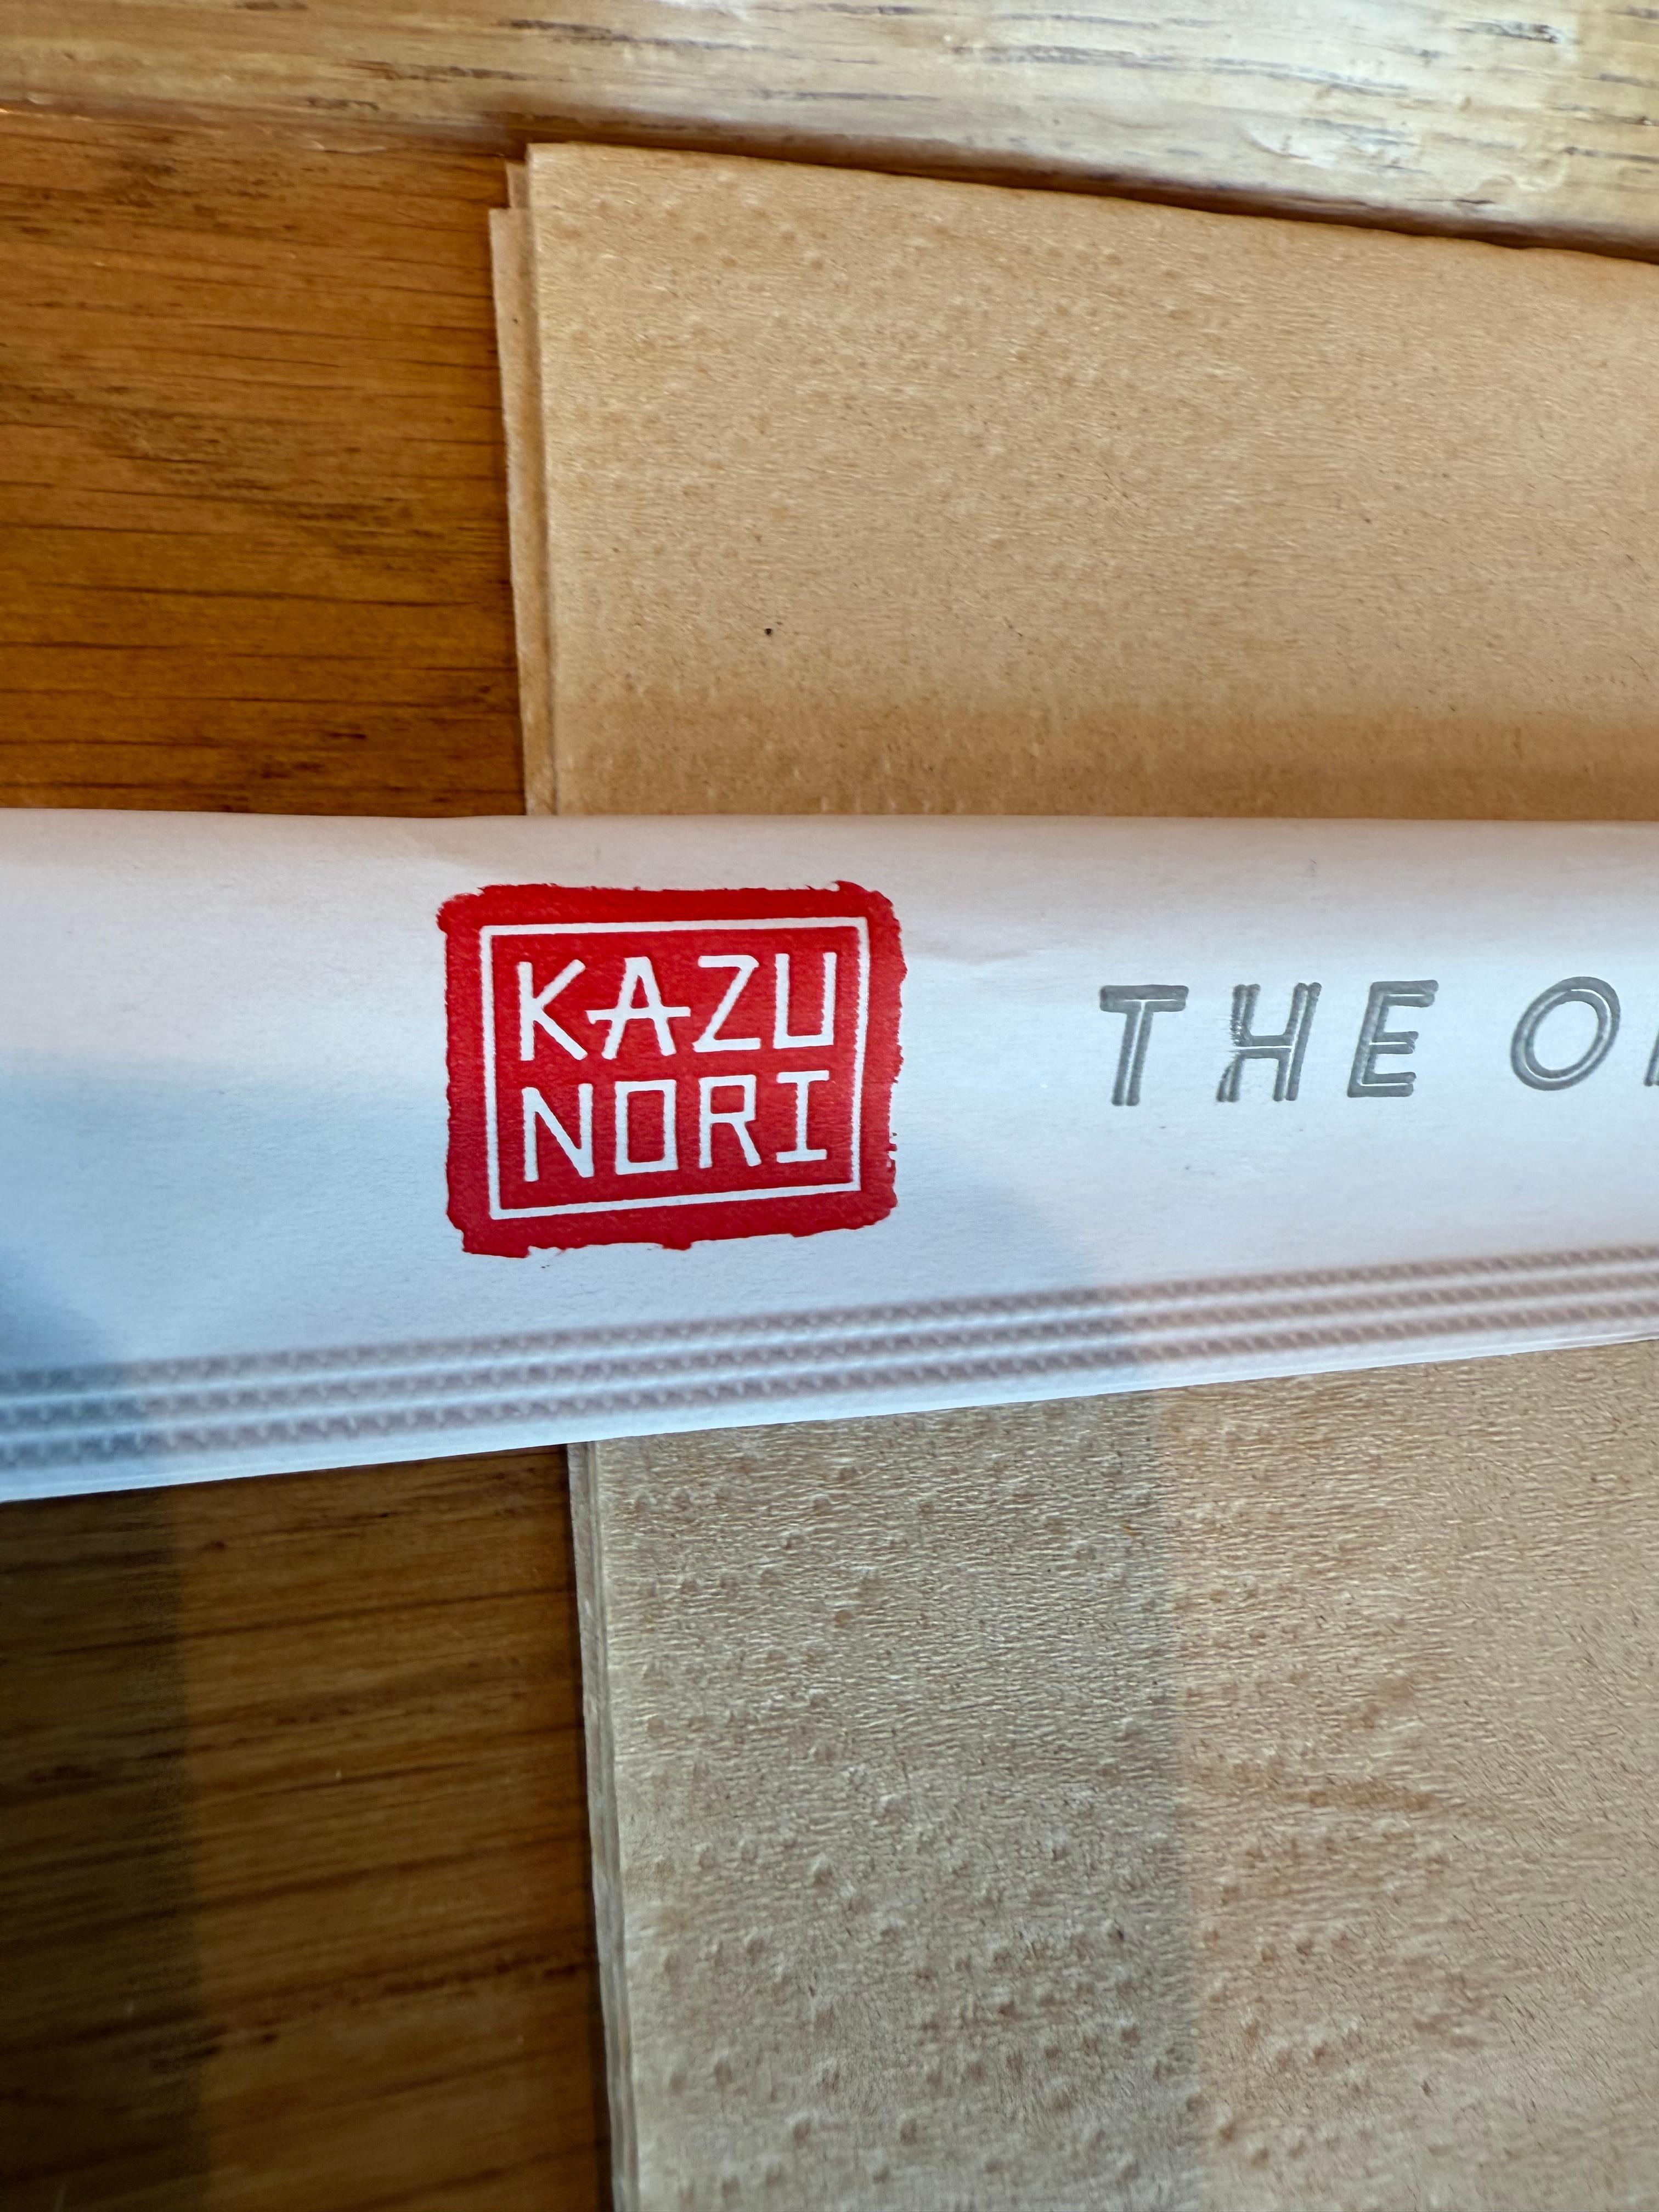 KAZU
NORI
THE